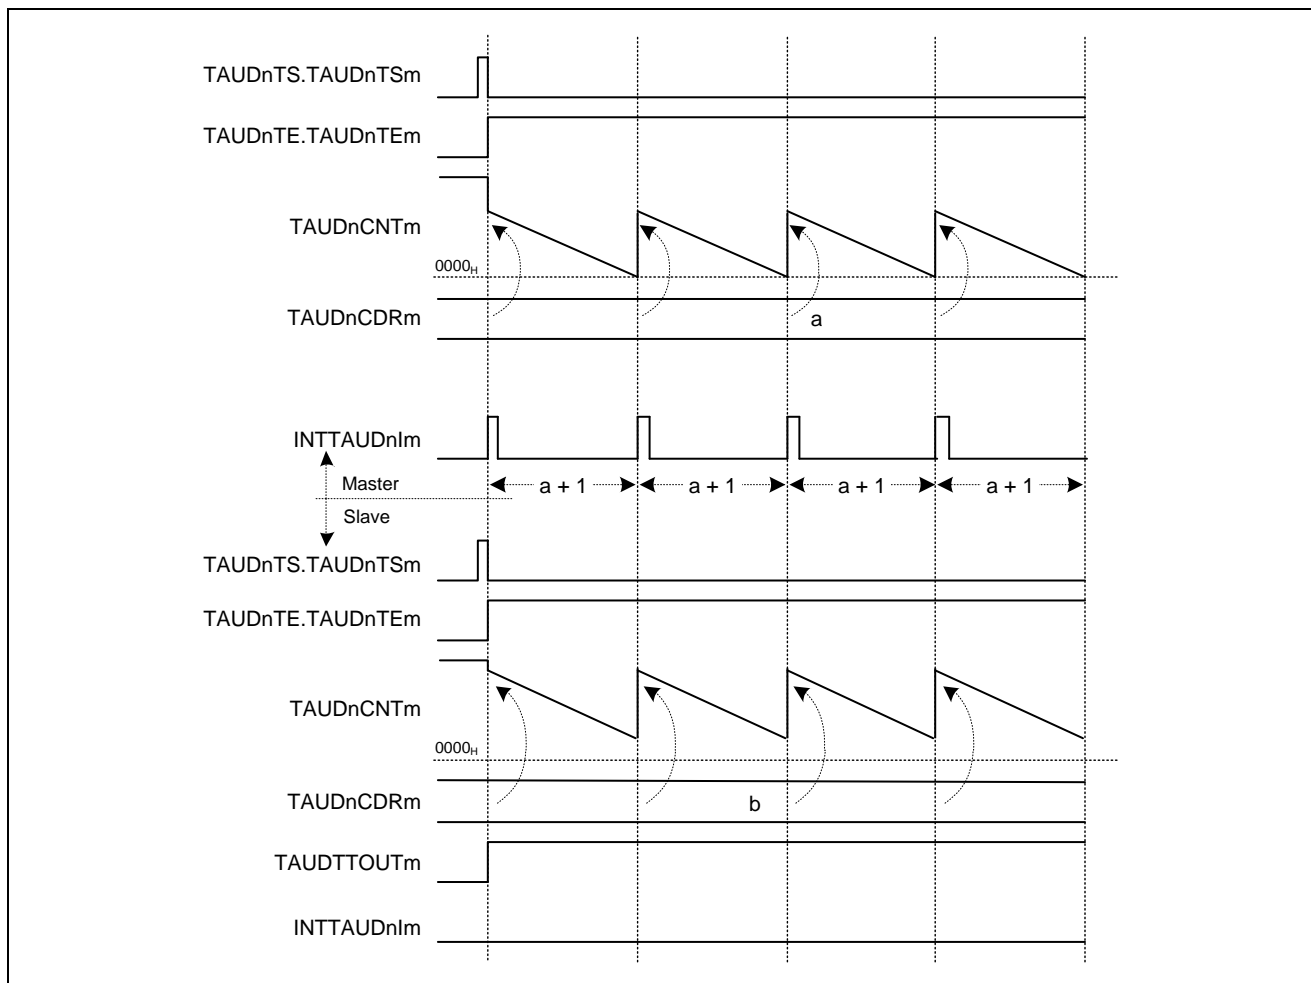 TAUDnTS.TAUDnTSm
TAUDnTE.TAUDnTEm
TAUDnCNTm
0000H
TAUDnCDRm
a
INTTAUDnIm
Master
a + 1 a + 1 a + 1 a + 1
Slave
TAUDnTS.TAUDnTSm
TAUDnTE.TAUDnTEm
TAUDnCNTm
0000H
TAUDnCDRm
b
TAUDTTOUTm
INTTAUDnIm